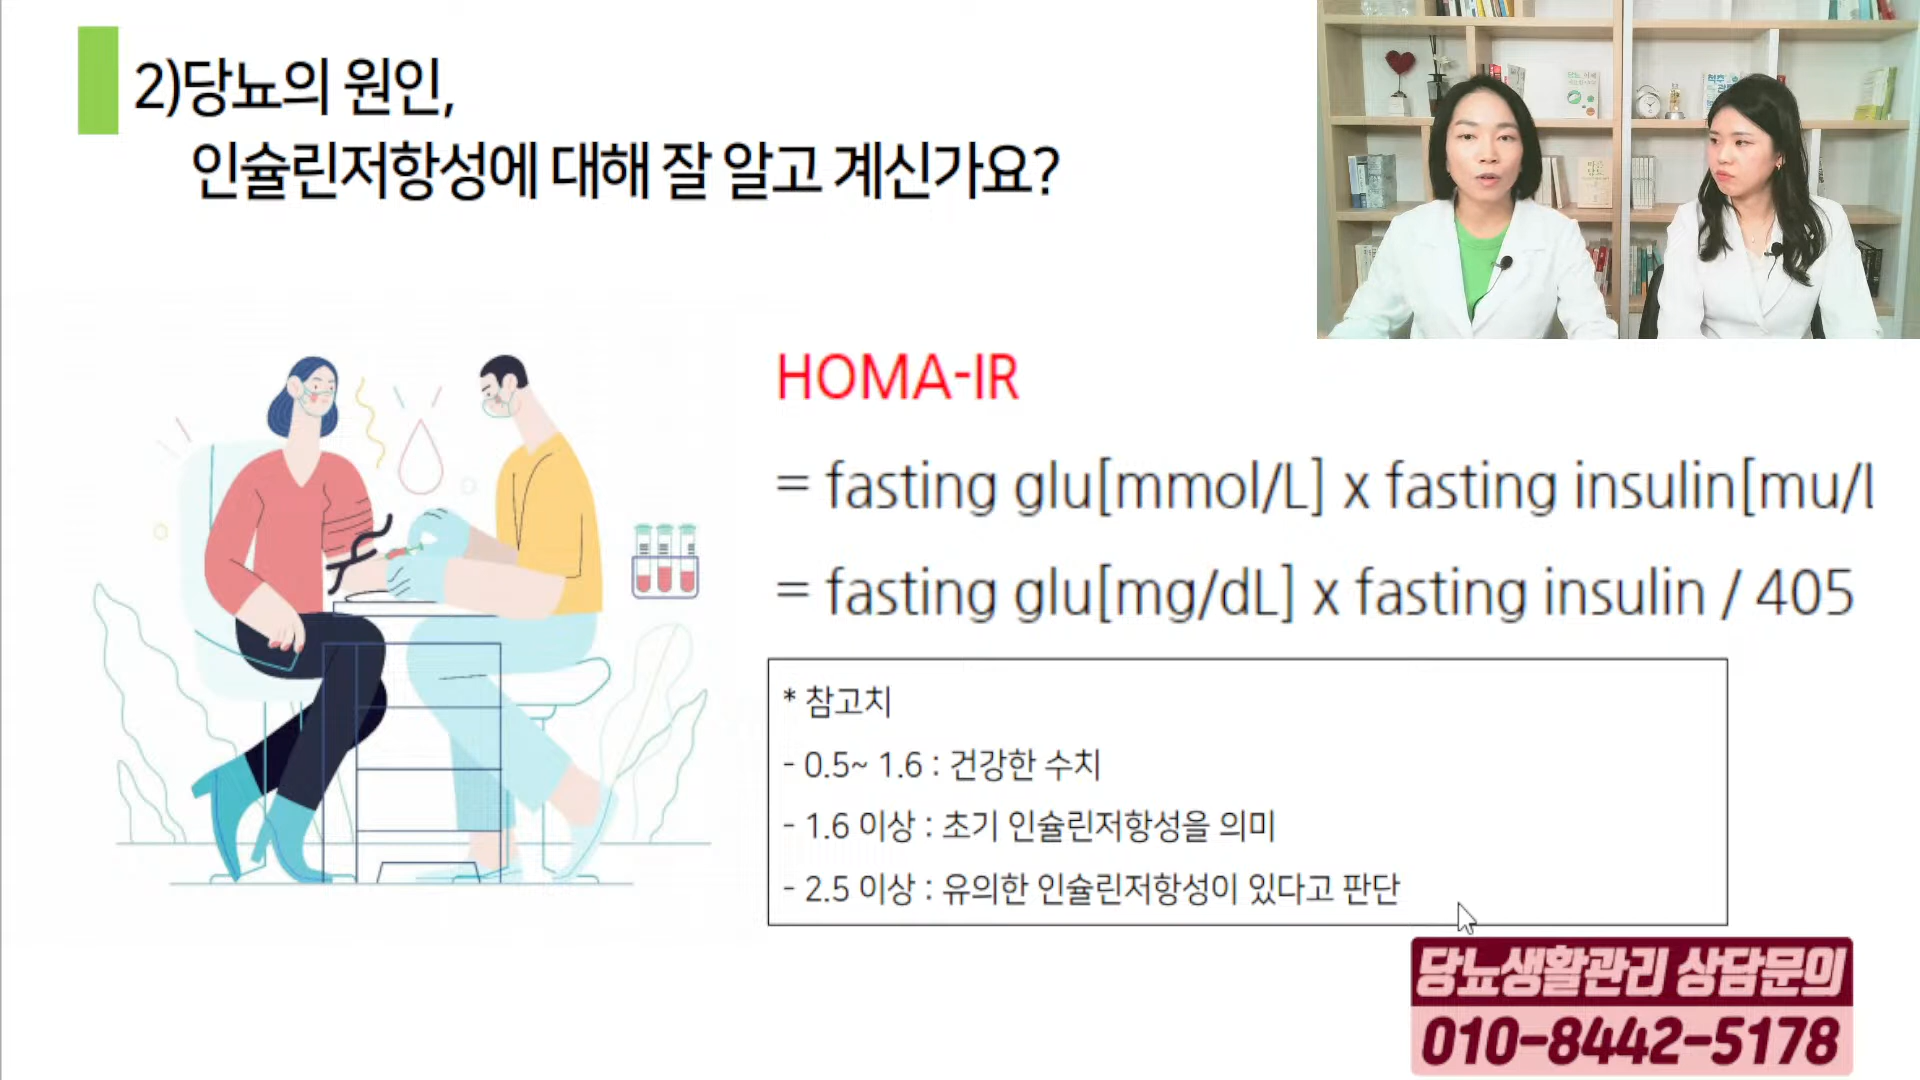 2)당뇨의 원인,
인슐린저항성에 대해 잘 알고 계신가요?
HOMA-IR
= fasting glu[mmol/L] x fasting insulin[mu/l
= fasting glu[mg/dL] x fasting insulin / 405
* 참고치
- 0.5~ 1.6 : 건강한 수치
- 1.6 이상 : 초기 인슐린저항성을 의미
- 2.5 이상 : 유의한 인슐린저항성이 있다고 판단
당뇨생활관리 상담문의
010-8442-5178